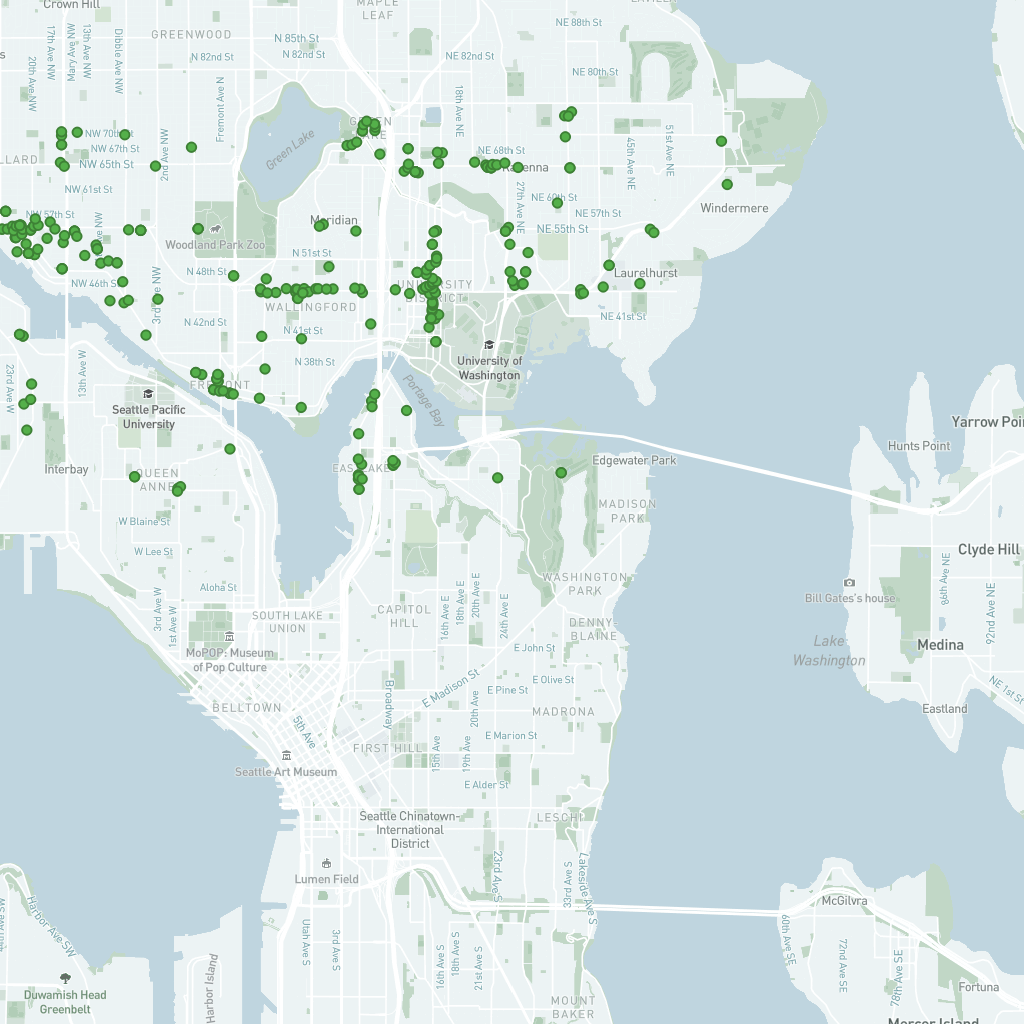 Crown Hill
MAPLE
LEAF
NE 88th St
GREENWOOD
N 85th St
N 82nd St
N 82nd St
NE 82nd St
NE 80th St
17th Ave NW
Mary Ave NW
13th Ave NW
Dibble Ave NW
20th Ave NW
Fremont Ave N
18th Ave NE
45th Ave NE
51st Ave NE
Green Lake
NW 70th St
NW 67th St
NW 65th St
2nd Ave NW
NE 68th St
Ravenna
NW 61st St
NE 60th St
27th Ave NE
NW 57th St
NE 57th St
Windermere
Meridian
NE 55th St
Woodland Park Zoo
N 51st St
N 48th St
NW 46th St
3rd Ave NW
UNIVERSITY
DISTRICT
Laurelhurst
WALLINGFORD
N 42nd St
N 41st St
NE 41st St
N 38th St
University of
Washington
23rd Ave W
13th Ave W
FREMONT
Portage Bay
Seattle Pacific
University
Interbay
QUEEN
ANNE
Edgewater Park
Hunts Point
MADISON
PARK
W Blaine St
W Lee St
Clyde Hill
Aloha St
WASHINGTON
PARK
86th Ave NE
92nd Ave NE
Bill Gates's house
3rd Ave W
1st Ave W
SOUTH LAKE
UNION
CAPITOL
HILL
16th Ave E
18th Ave E
20th Ave E
24th Ave E
DENNY-
BLAINE
MoPOP: Museum
of Pop Culture
E John St
Lake
Washington
Medina
E Madison St
E Olive St
E Pine St
NE 1st St
BELLTOWN
5th Ave
Broadway
20th Ave
MADRONA
Eastland
E Marion St
FIRST HILL
15th Ave
19th Ave
Seattle Art Museum
E Alder St
Seattle Chinatown-
International
District
LESCHI
Lumen Field
23rd Ave S
33rd Ave S
Lakeside Ave S
McGilvra
Harbor Ave SW
Utah Ave S
3rd Ave S
16th Ave S
18th Ave S
21st Ave S
60th Ave SE
72nd Ave SE
78th Ave SE
Harbor Island
Duwamish Head
Greenbelt
Fortuna
MOUNT
BAKER